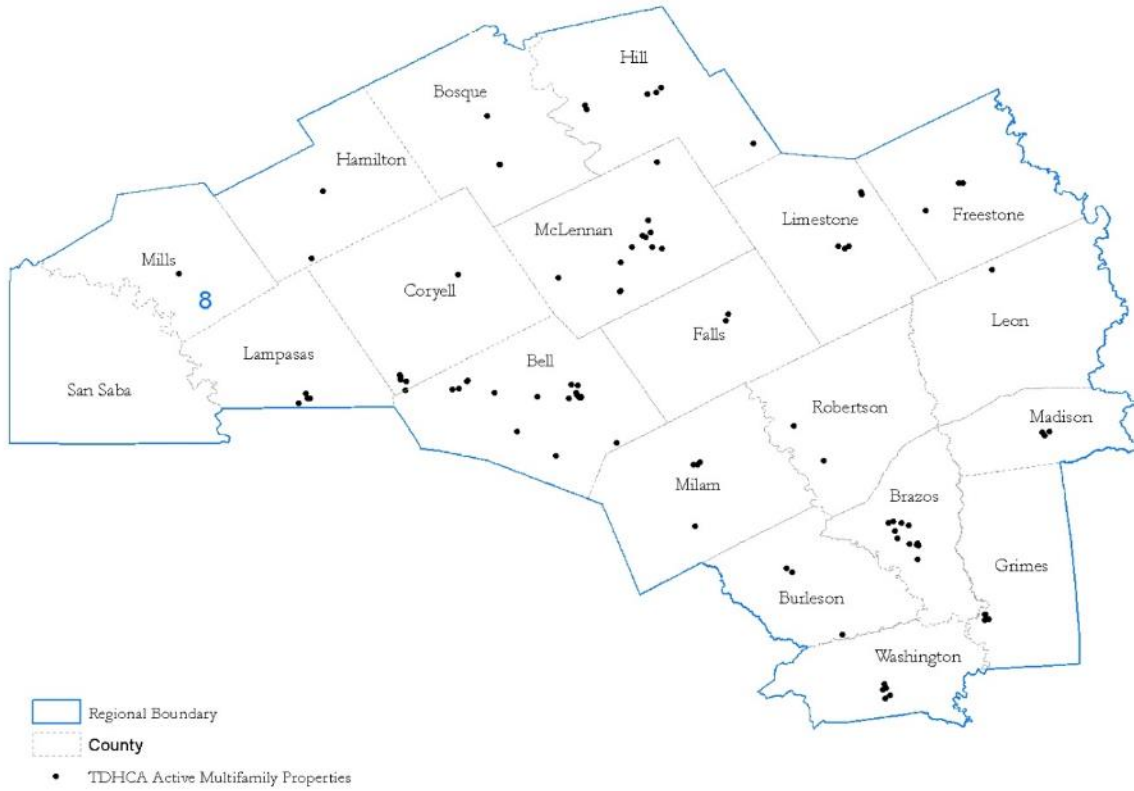 Hill
Bosque
Hamilton
Limestone
Freestone
McLennan
Mills
8
Coryell
Leon
Falls
Lampasas
Bell
San Saba
Robertson
Madison
Milam
Brazos
Grimes
Burleson
Washington
Regional Boundary
County
TDHCA Active Multifamily Properties